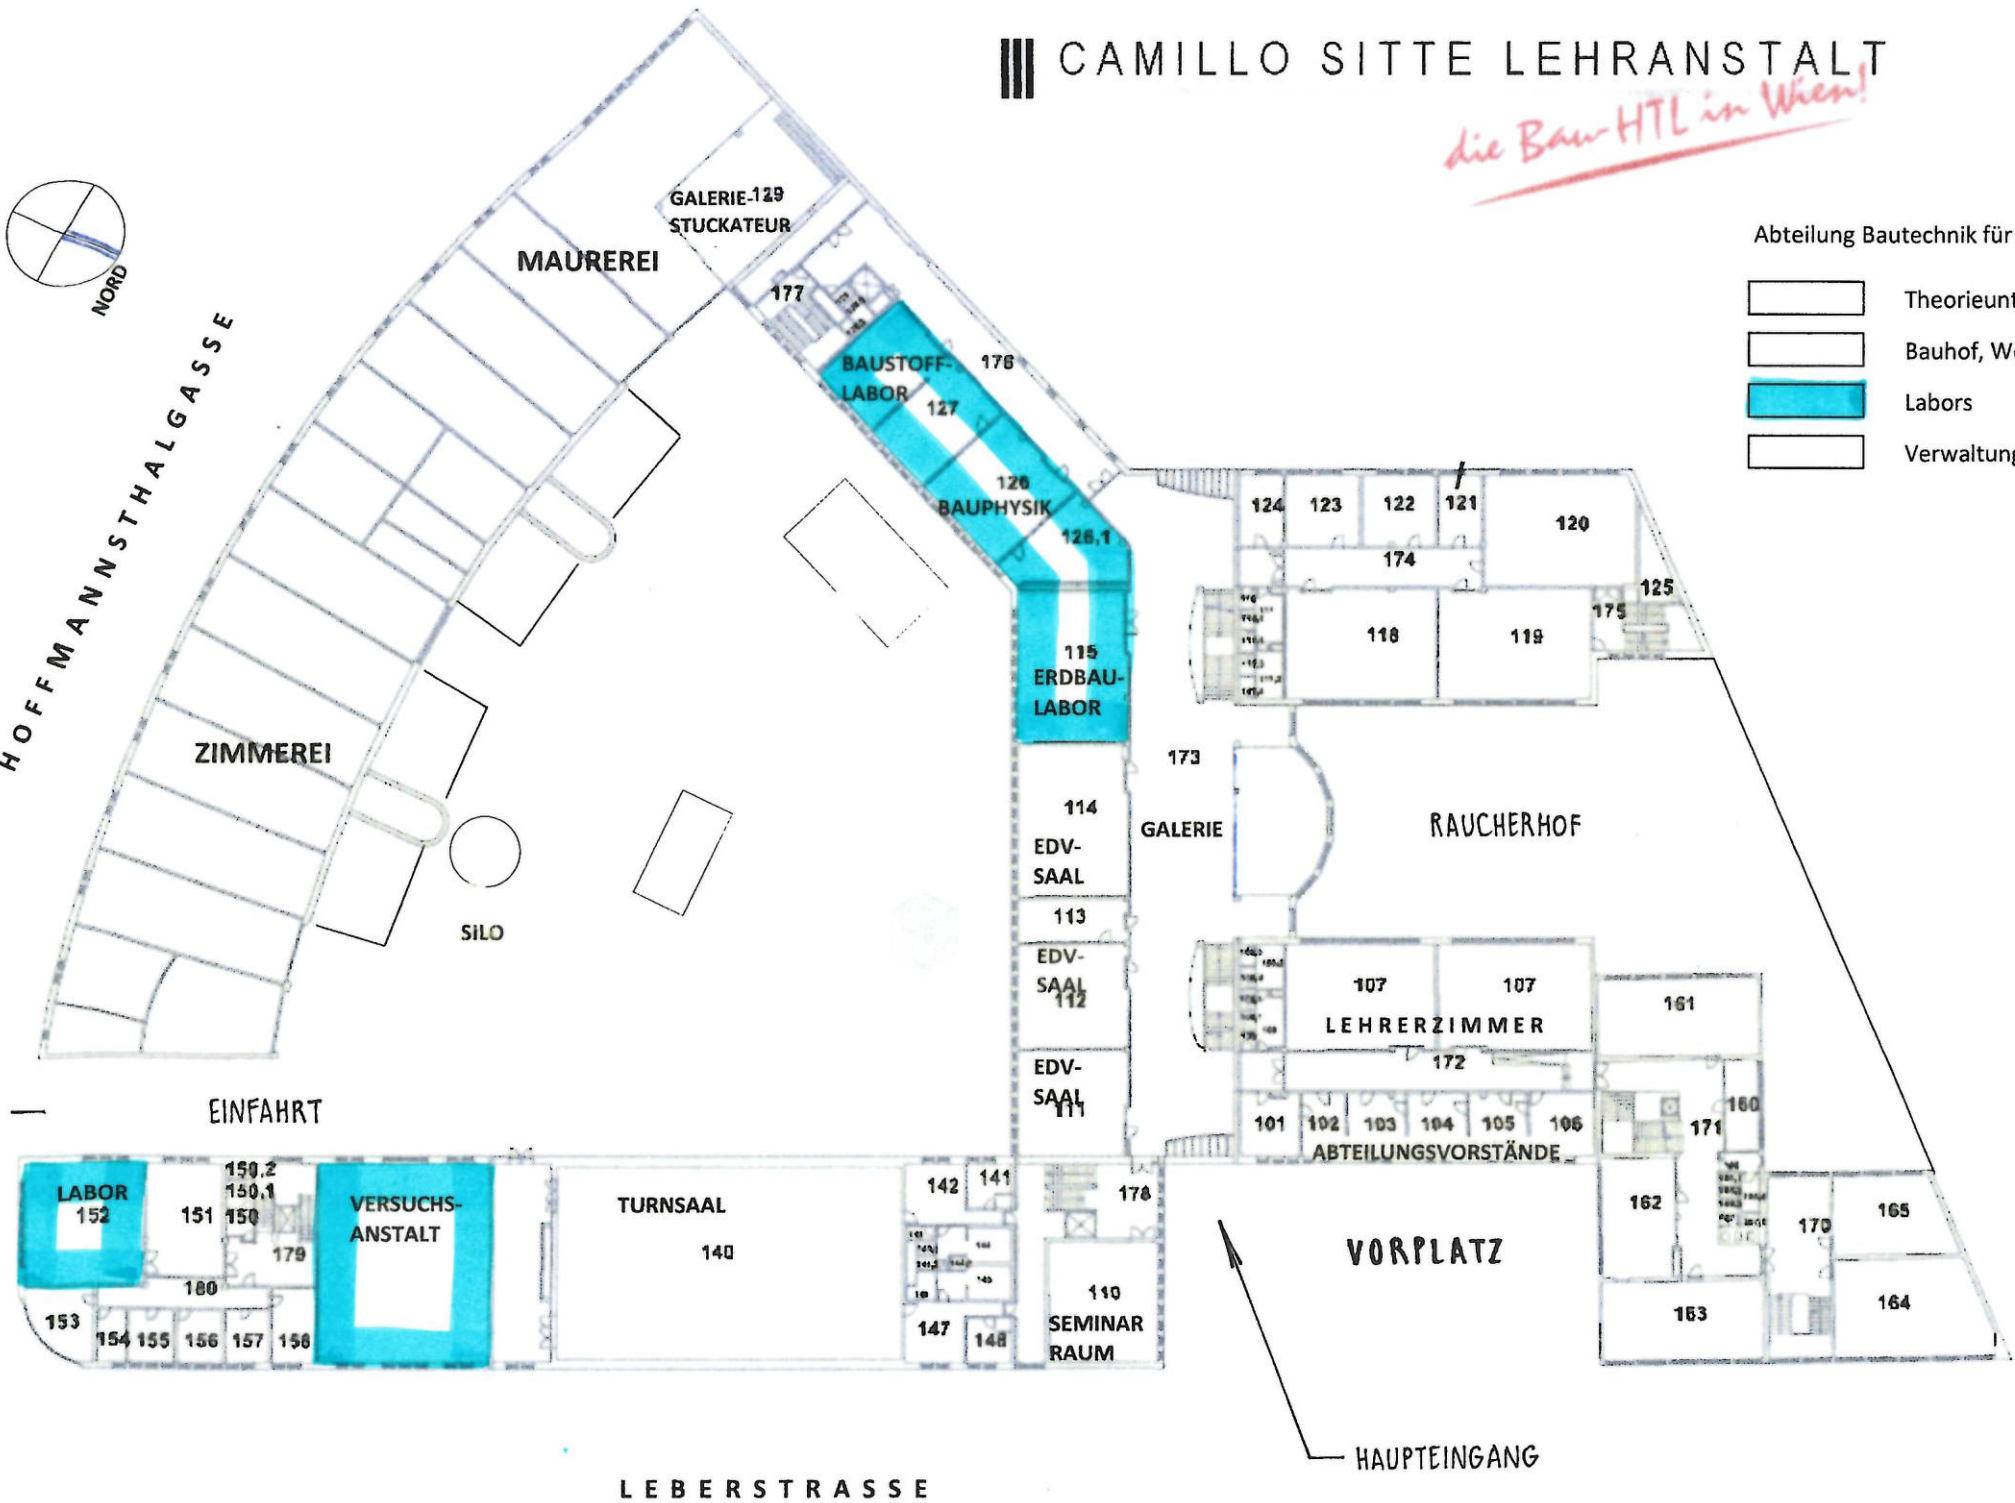 CAMILLO SITTE LEHRANSTALT
die Bau-HTL in Wien!
Abteilung Bautechnik für
Theorieunt
Bauhof, We
Labors
Verwaltung
NORD
HOFFMANNSTHALGASSE
GALERIE-129
STUCKATEUR
MAUREREI
177
176
BAUSTOFF-
LABOR
127
126
BAUPHYSIK
126,1
124
123
122
121
120
174
125
175
118
119
115
ERDBAU-
LABOR
ZIMMEREI
SILO
173
GALERIE
114
EDV-
SAAL
RAUCHERHOF
113
EDV-
SAAL
112
107
107
LEHRERZIMMER
161
172
EDV-
SAAL
111
101
102
103
104
105
106
ABTEILUNGSVORSTÄNDE
160
171
EINFAHRT
LABOR
152
151
150,2
150,1
150
179
180
153
154
155
156
157
158
VERSUCHS-
ANSTALT
TURNSAAL
140
142
141
147
148
178
110
SEMINAR
RAUM
VORPLATZ
162
163
170
165
164
HAUPTEINGANG
LEBERSTRASSE